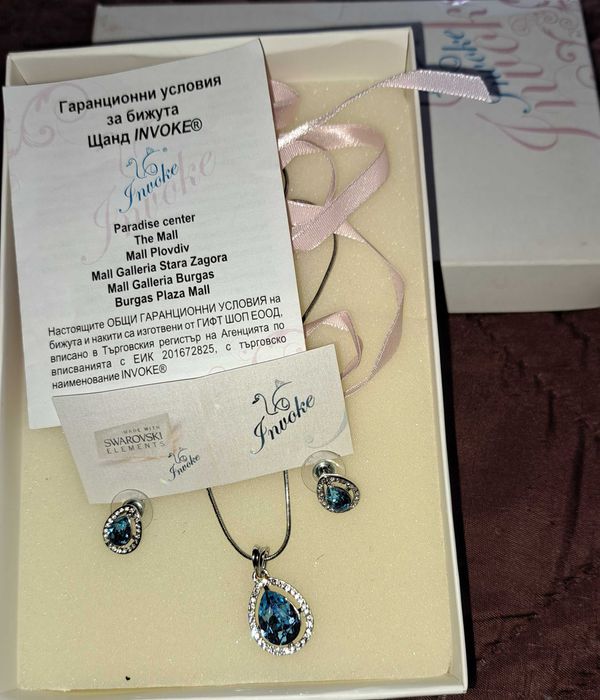 Гаранционни условия
за бижута
Щанд INVOKE®
Invoke
Paradise center
The Mall
Mall Plovdiv
Mall Galleria Stara Zagora
Mall Galleria Burgas
Burgas Plaza Mall
Настоящите ОБЩИ ГАРАНЦИОННИ УСЛОВИЯ на
бижута и накити са изготвени от ГИФТ ШОП ЕООД,
вписано в Търговския регистър на Агенцията по
вписванията с ЕИК 201672825, с търговско
наименование INVOKE®
MADE WITH
SWAROVSKI
ELEMENTS
Invoke
Invoke
Invoke